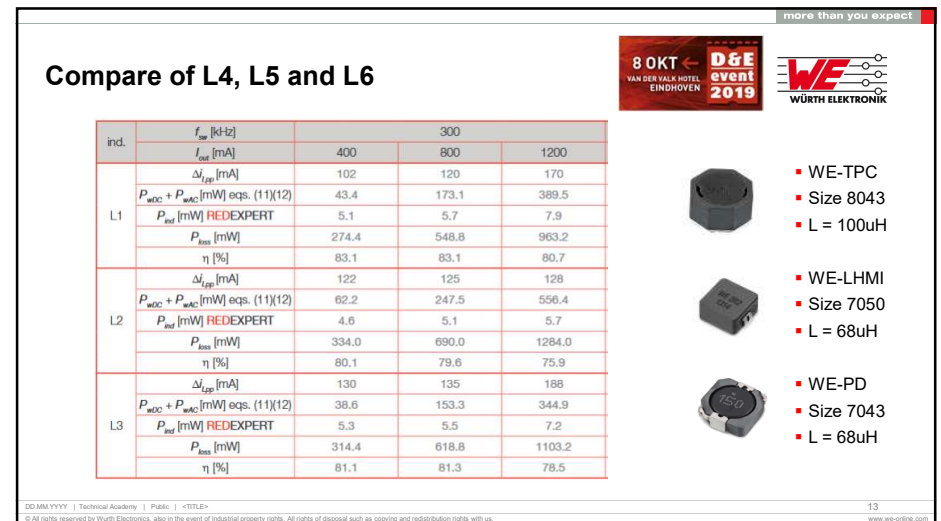 more than you expect
Compare of L4, L5 and L6
8 OKT ← D&E
VAN DER VALK HOTEL event
EINDHOVEN 2019
WE
WÜRTH ELEKTRONIK
ind. f_sw [kHz] 300
I_out [mA] 400 800 1200
L1
Δi_Lpp [mA] 102 120 170
P_wDC + P_wAC [mW] eqs. (11)(12) 43.4 173.1 389.5
P_ind [mW] REDEXPERT 5.1 5.7 7.9
P_loss [mW] 274.4 548.8 963.2
η [%] 83.1 83.1 80.7
L2
Δi_Lpp [mA] 122 125 128
P_wDC + P_wAC [mW] eqs. (11)(12) 62.2 247.5 556.4
P_ind [mW] REDEXPERT 4.6 5.1 5.7
P_loss [mW] 334.0 690.0 1284.0
η [%] 80.1 79.6 75.9
L3
Δi_Lpp [mA] 130 135 188
P_wDC + P_wAC [mW] eqs. (11)(12) 38.6 153.3 344.9
P_ind [mW] REDEXPERT 5.3 5.5 7.2
P_loss [mW] 314.4 618.8 1103.2
η [%] 81.1 81.3 78.5
▪ WE-TPC
▪ Size 8043
▪ L = 100uH
▪ WE-LHMI
▪ Size 7050
▪ L = 68uH
150
▪ WE-PD
▪ Size 7043
▪ L = 68uH
DD.MM.YYYY | Technical Academy | Public | <TITLE> 13
© All rights reserved by Wurth Electronics, also in the event of industrial property rights. All rights of disposal such as copying and redistribution rights with us. www.we-online.com